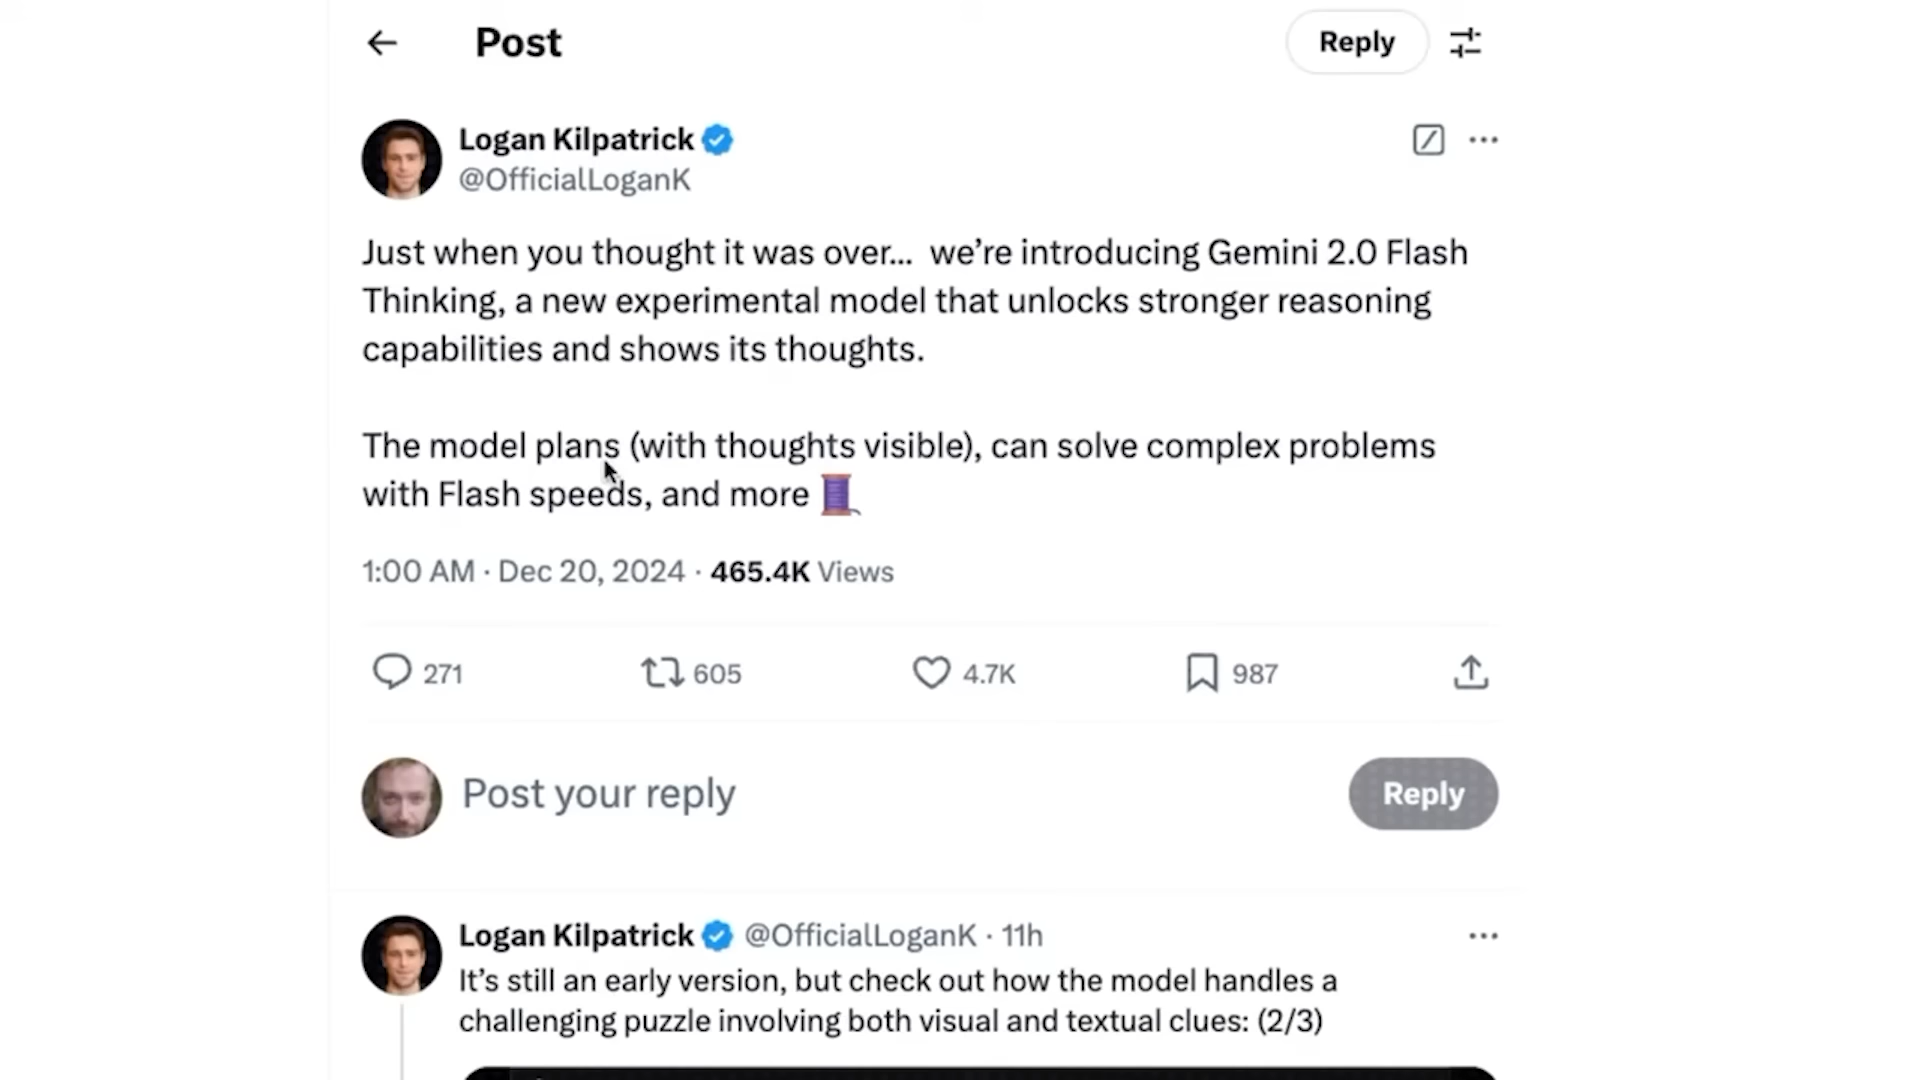 Post
Reply
Logan Kilpatrick
@OfficialLoganK
Just when you thought it was over... we’re introducing Gemini 2.0 Flash
Thinking, a new experimental model that unlocks stronger reasoning
capabilities and shows its thoughts.
The model plans (with thoughts visible), can solve complex problems
with Flash speeds, and more 🧵
1:00 AM · Dec 20, 2024 · 465.4K Views
271 605 4.7K 987
Post your reply
Reply
Logan Kilpatrick @OfficialLoganK · 11h
It’s still an early version, but check out how the model handles a
challenging puzzle involving both visual and textual clues: (2/3)